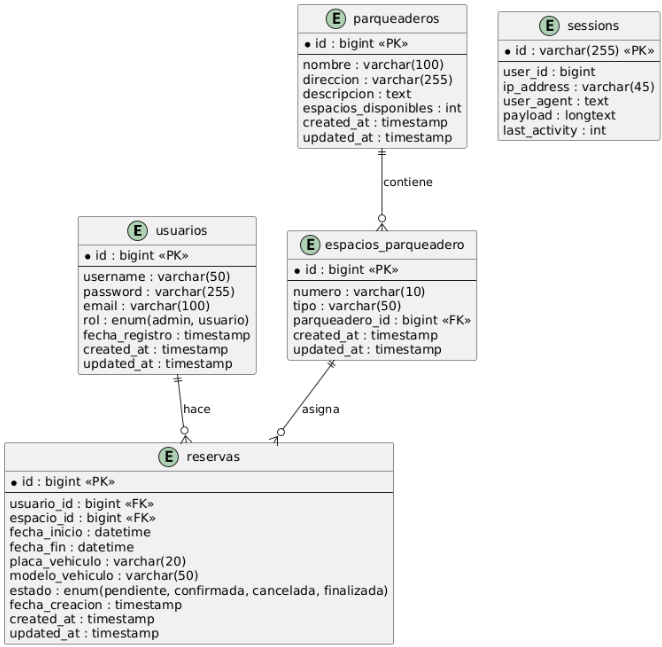 E parqueaderos
id : bigint «PK»
nombre : varchar(100)
direccion : varchar(255)
descripcion : text
espacios_disponibles : int
created_at : timestamp
updated_at : timestamp
E sessions
id : varchar(255) «PK»
user_id : bigint
ip_address : varchar(45)
user_agent : text
payload : longtext
last_activity : int
contiene
E usuarios
id : bigint «PK»
username : varchar(50)
password : varchar(255)
email : varchar(100)
rol : enum(admin, usuario)
fecha_registro : timestamp
created_at : timestamp
updated_at : timestamp
E espacios_parqueadero
id : bigint «PK»
numero : varchar(10)
tipo : varchar(50)
parqueadero_id : bigint «FK»
created_at : timestamp
updated_at : timestamp
hace
asigna
E reservas
id : bigint «PK»
usuario_id : bigint «FK»
espacio_id : bigint «FK»
fecha_inicio : datetime
fecha_fin : datetime
placa_vehiculo : varchar(20)
modelo_vehiculo : varchar(50)
estado : enum(pendiente, confirmada, cancelada, finalizada)
fecha_creacion : timestamp
created_at : timestamp
updated_at : timestamp